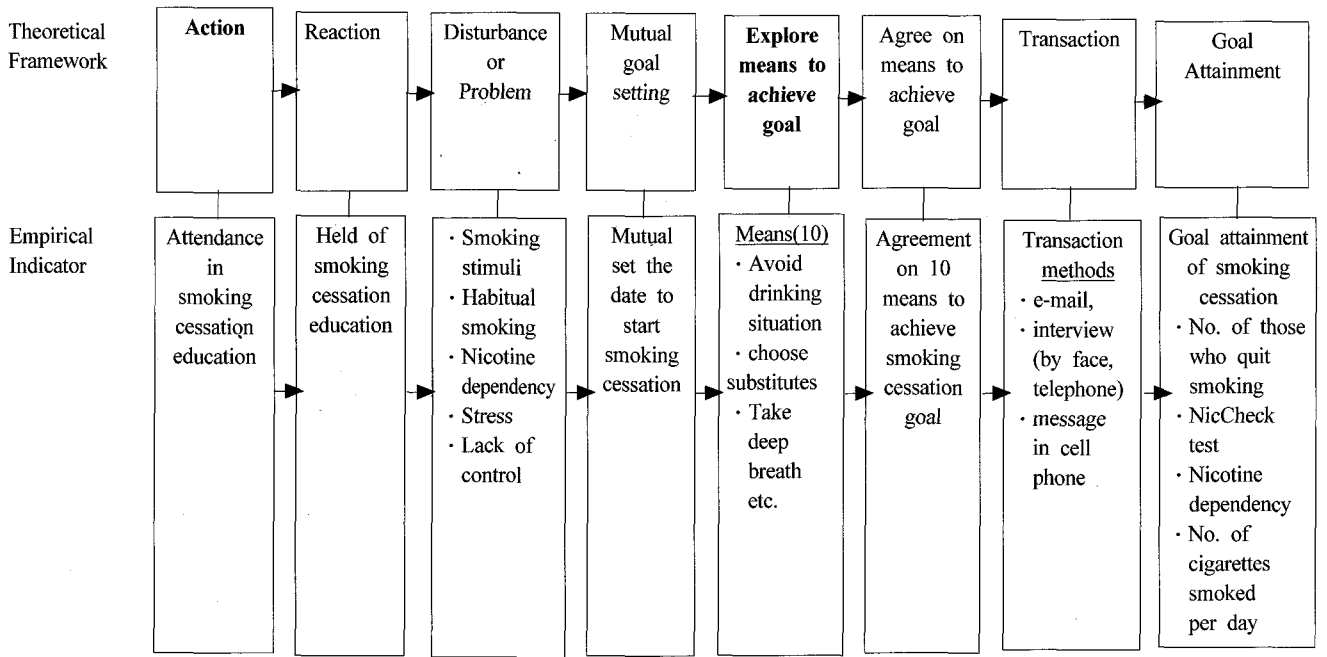 Theoretical
Framework
Action
Reaction
Disturbance
or
Problem
Mutual
goal
setting
Explore
means to
achieve
goal
Agree on
means to
achieve
goal
Transaction
Goal
Attainment
Empirical
Indicator
Attendance
in
smoking
cessation
education
Held of
smoking
cessation
education
· Smoking
stimuli
· Habitual
smoking
· Nicotine
dependency
· Stress
· Lack of
control
Mutual
set the
date to
start
smoking
cessation
Means(10)
· Avoid
drinking
situation
· choose
substitutes
· Take
deep
breath
etc.
Agreement
on 10
means to
achieve
smoking
cessation
goal
Transaction
methods
· e-mail,
· interview
(by face,
telephone)
· message
in cell
phone
Goal attainment
of smoking
cessation
· No. of those
who quit
smoking
· NicCheck
test
· Nicotine
dependency
· No. of
cigarettes
smoked
per day